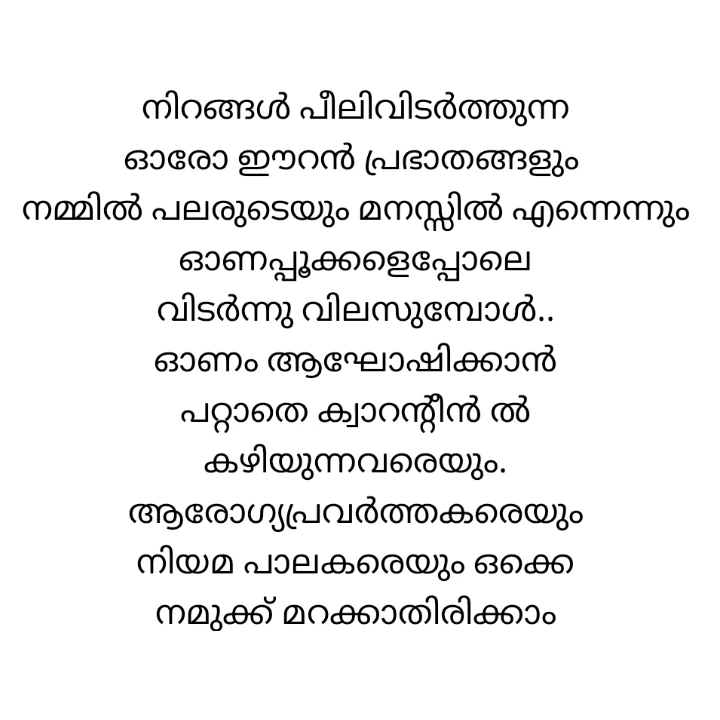 നിറങ്ങൾ പീലിവിടർത്തുന്ന
ഓരോ ഈറൻ പ്രഭാതങ്ങളും
നമ്മിൽ പലരുടെയും മനസ്സിൽ എന്നെന്നും
ഓണപ്പൂക്കളെപ്പോലെ
വിടർന്നു വിലസുമ്പോൾ..
ഓണം ആഘോഷിക്കാൻ
പറ്റാതെ ക്വാറന്റീൻ ൽ
കഴിയുന്നവരെയും.
ആരോഗ്യപ്രവർത്തകരെയും
നിയമ പാലകരെയും ഒക്കെ
നമുക്ക് മറക്കാതിരിക്കാം